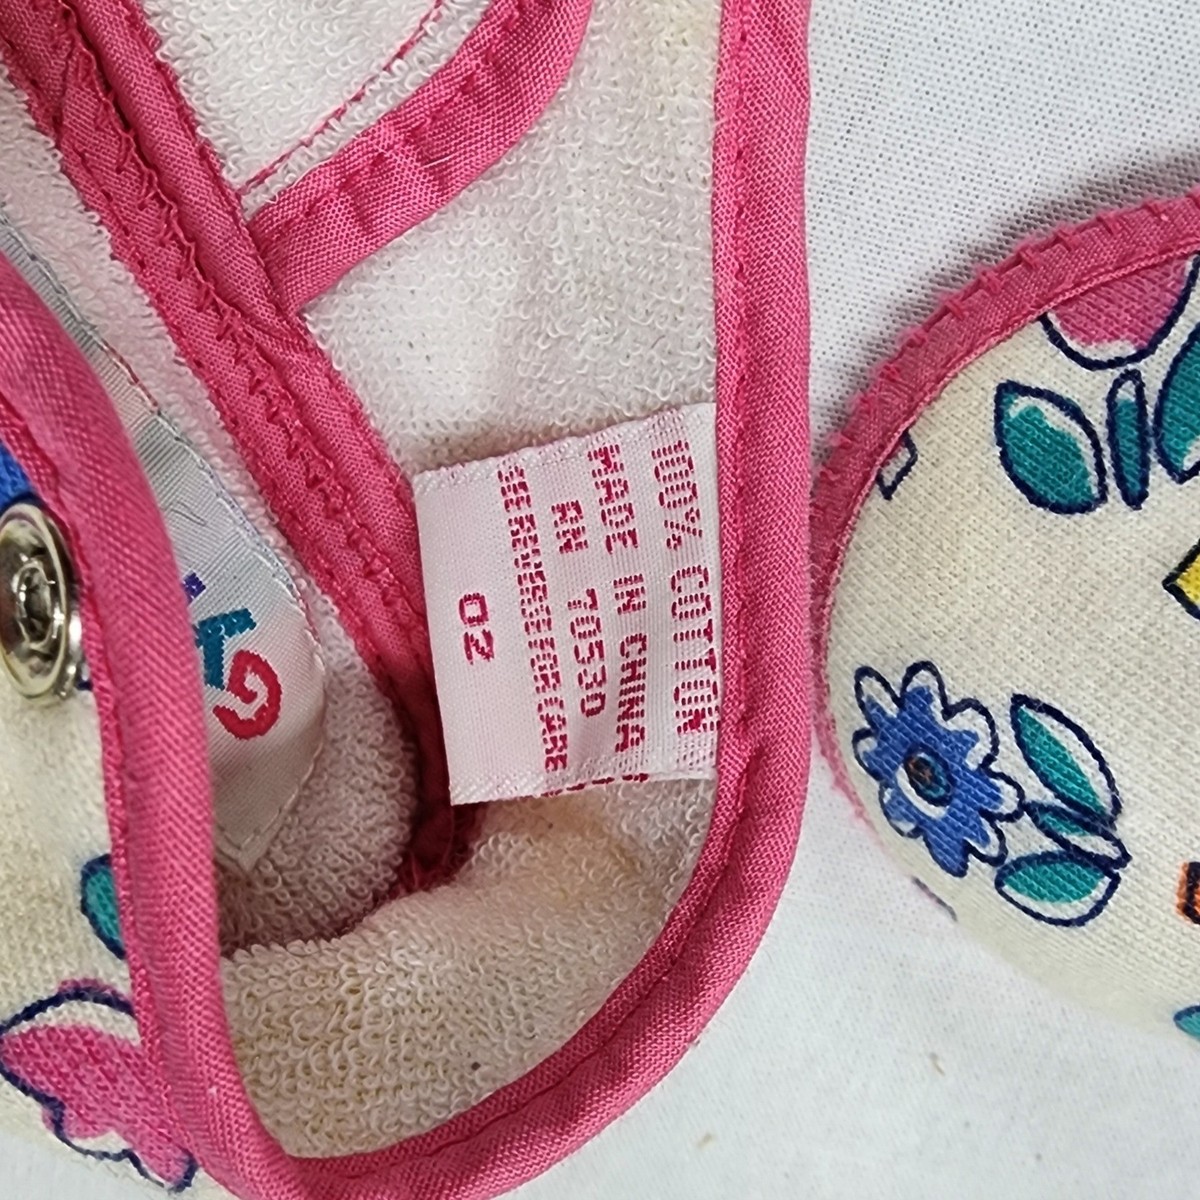 100% COTTON
MADE IN CHINA
RN 70530
SEE REVERSE FOR CARE
02